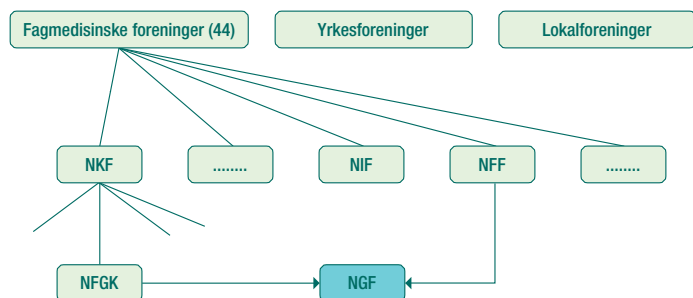 Fagmedisinske foreninger (44)
Yrkesforeninger
Lokalforeninger
NKF
........
NIF
NFF
........
NFGK
NGF